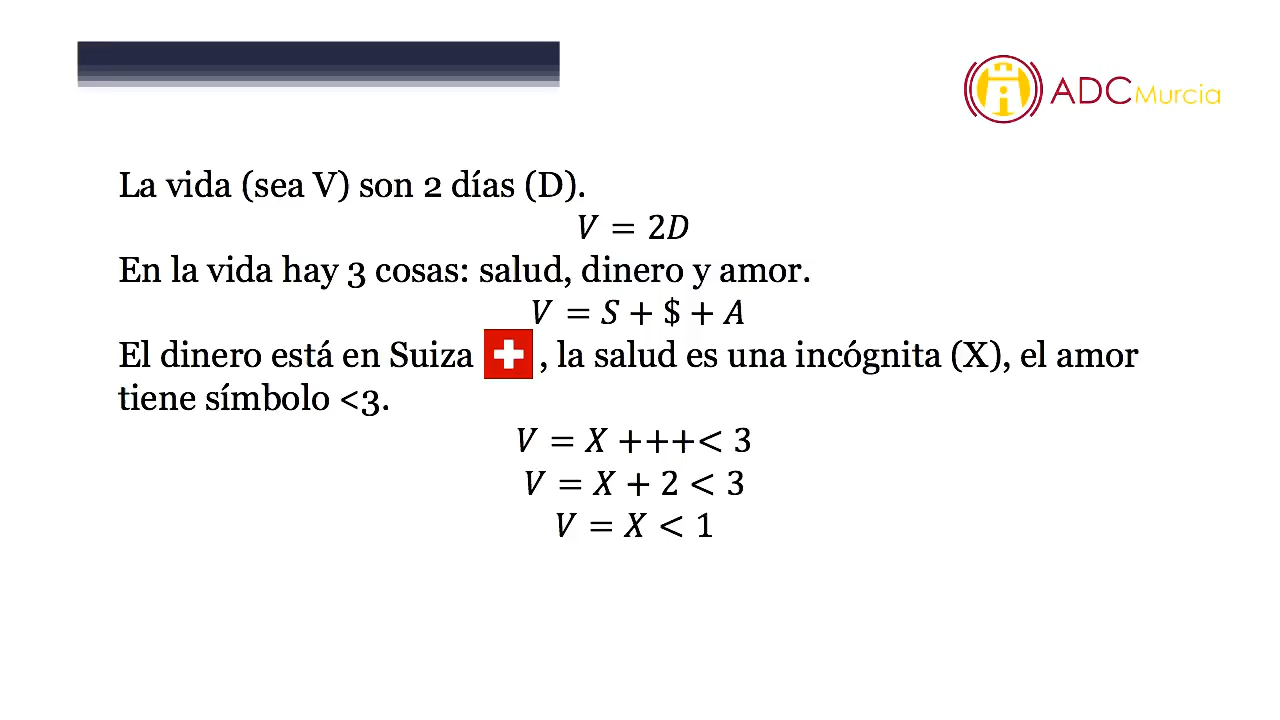 ADCMurcia
La vida (sea V) son 2 días (D).
V = 2D
En la vida hay 3 cosas: salud, dinero y amor.
V = S + $ + A
El dinero está en Suiza , la salud es una incógnita (X), el amor
tiene símbolo <3.
V = X +++< 3
V = X + 2 < 3
V = X < 1